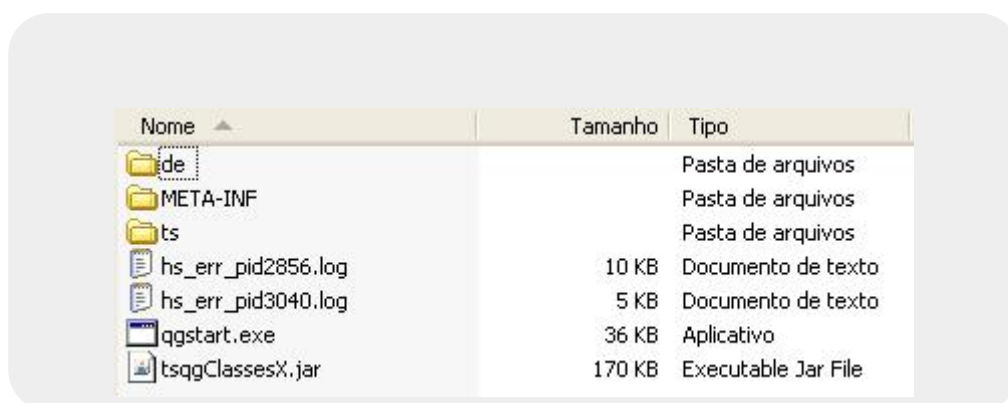 Nome Tamanho Tipo
de Pasta de arquivos
META-INF Pasta de arquivos
ts Pasta de arquivos
hs_err_pid2856.log 10 KB Documento de texto
hs_err_pid3040.log 5 KB Documento de texto
qgstart.exe 36 KB Aplicativo
tsqgClassesX.jar 170 KB Executable Jar File